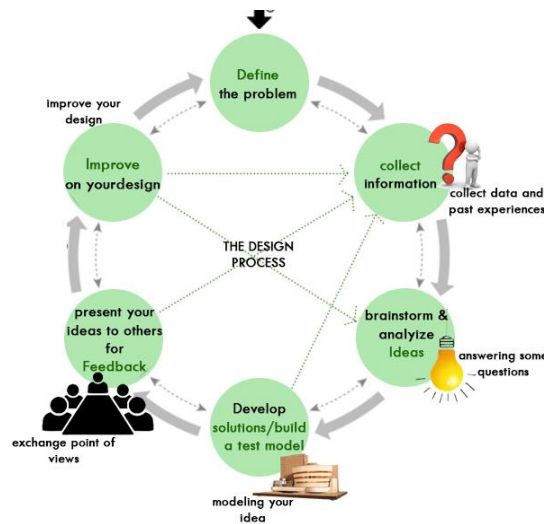 Define
the problem
improve your
design
Improve
on yourdesign
collect
information
collect data and
past experiences
THE DESIGN
PROCESS
present your
ideas to others
for
Feedback
brainstorm &
analyize
Ideas
answering some
questions
Develop
solutions/build
a test model
exchange point of
views
modeling your
idea